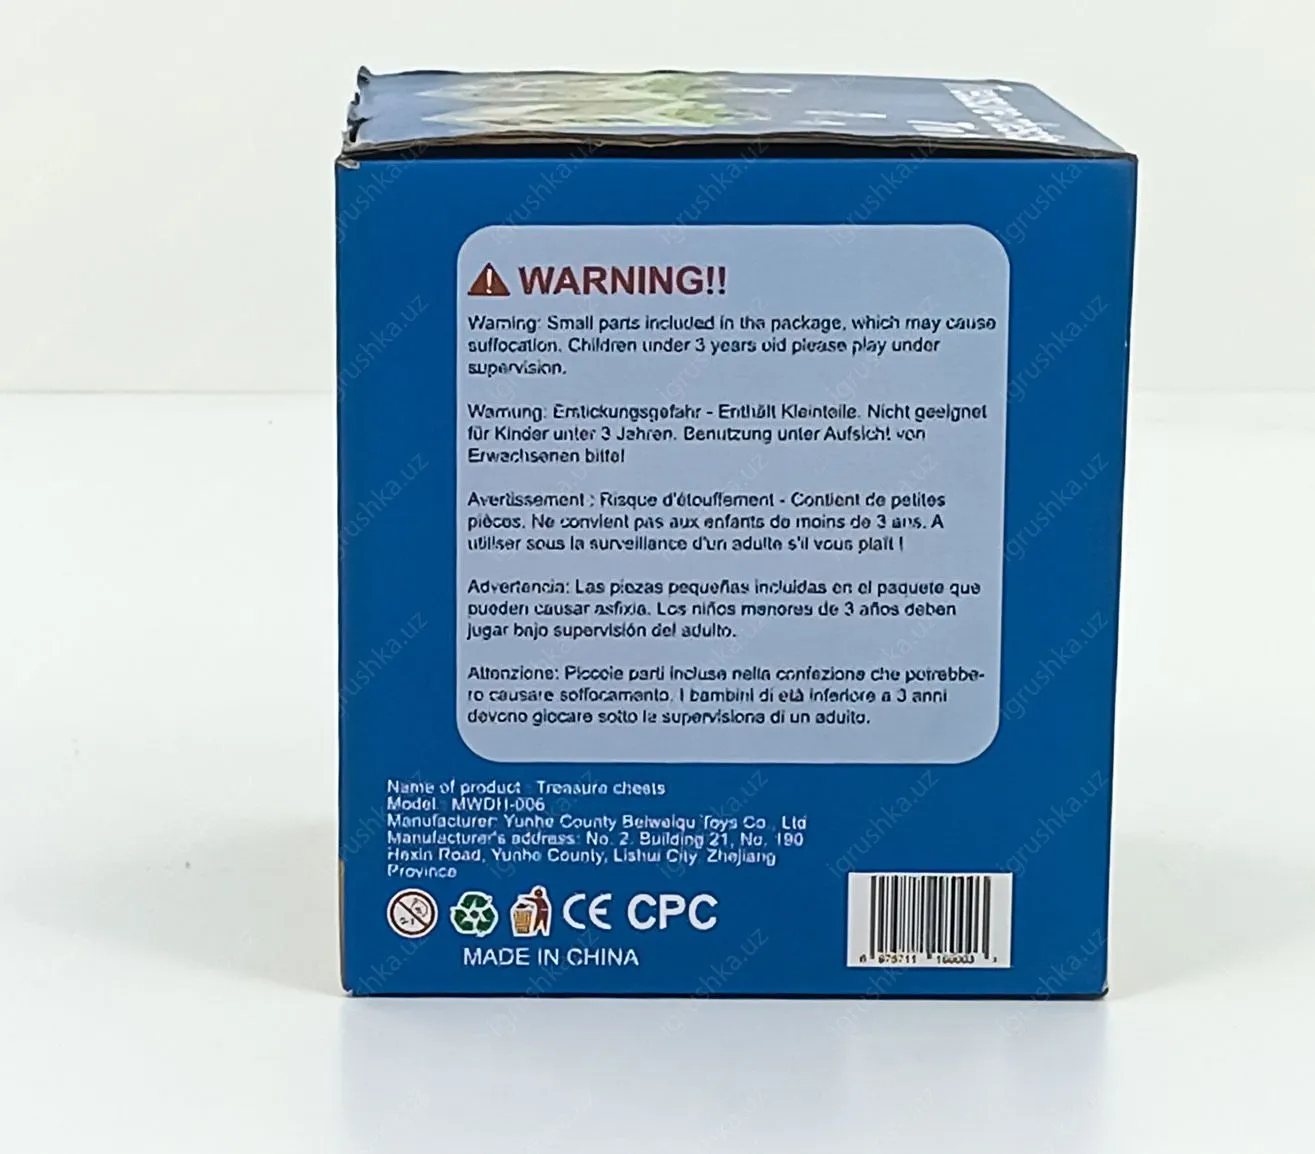 WARNING!!
Warning: Small parts included in the package, which may cause
suffocation. Children under 3 years old please play under
supervision.
Warnung: Erstickungsgefahr - Enthält Kleinteile. Nicht geeignet
für Kinder unter 3 Jahren. Benutzung unter Aufsicht von
Erwachsenen bitte!
Avertissement : Risque d'étouffement - Contient de petites
pièces. Ne convient pas aux enfants de moins de 3 ans. A
utiliser sous la surveillance d'un adulte s'il vous plaît !
Advertencia: Las piezas pequeñas incluidas en el paquete que
pueden causar asfixia. Los niños menores de 3 años deben
jugar bajo supervisión del adulto.
Attenzione: Piccole parti incluse nella confezione che potrebbe-
ro causare soffocamento. I bambini di età inferiore a 3 anni
devono giocare sotto la supervisione di un adulto.
Name of product : Treasure chests
Model : MWDH-006
Manufacturer: Yunhe County Beiweiqu Toys Co., Ltd
Manufacturer's address: No. 2, Building 21, No. 190
Hexin Road, Yunhe County, Lishui City, Zhejiang
Province
CE CPC
MADE IN CHINA
igrushka.uz